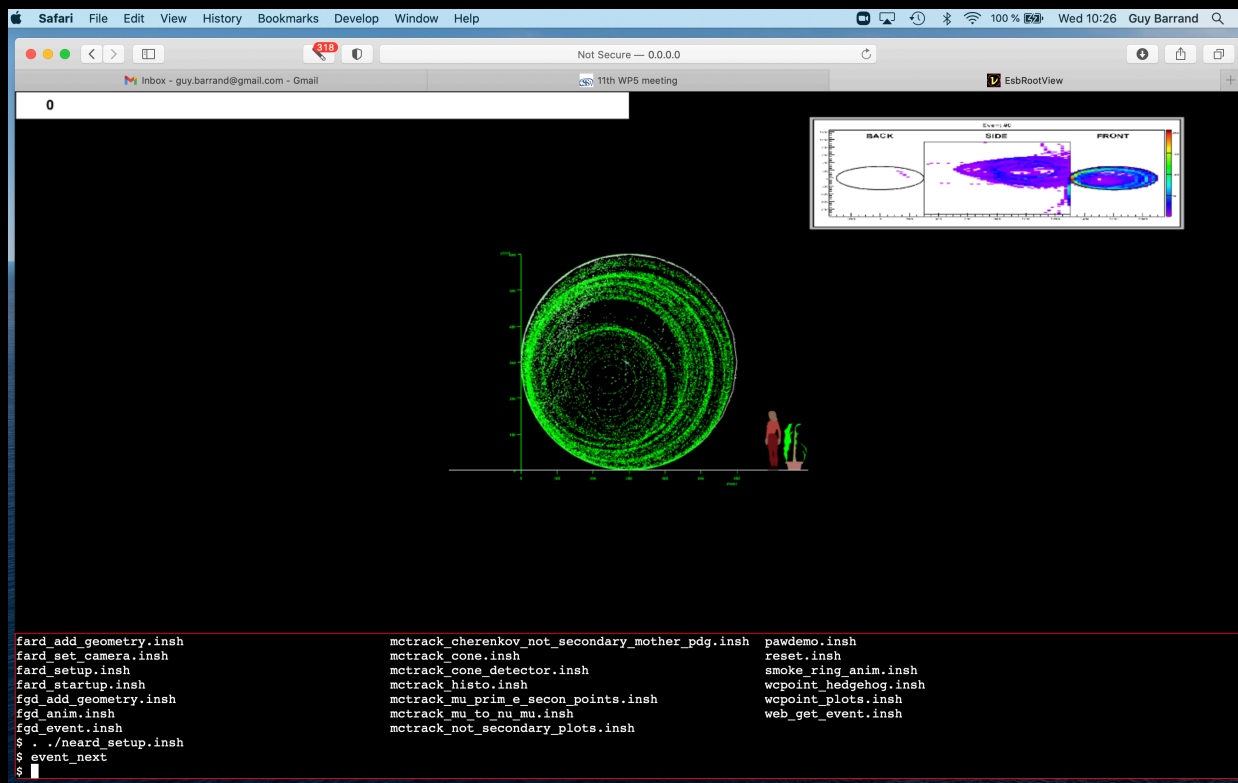 Safari File Edit View History Bookmarks Develop Window Help 100 % Wed 10:26 Guy Barrand
318 Not Secure — 0.0.0.0
Inbox - guy.barrand@gmail.com - Gmail 11th WP5 meeting EsbRootView
0
Event #0
BACK SIDE FRONT
fard_add_geometry.insh mctrack_cherenkov_not_secondary_mother_pdg.insh pawdemo.insh
fard_set_camera.insh mctrack_cone.insh reset.insh
fard_setup.insh mctrack_cone_detector.insh smoke_ring_anim.insh
fard_startup.insh mctrack_histo.insh wcpoint_hedgehog.insh
fgd_add_geometry.insh mctrack_mu_prim_e_secon_points.insh wcpoint_plots.insh
fgd_anim.insh mctrack_mu_to_nu_mu.insh web_get_event.insh
fgd_event.insh mctrack_not_secondary_plots.insh
$ . ./neard_setup.insh
$ event_next
$